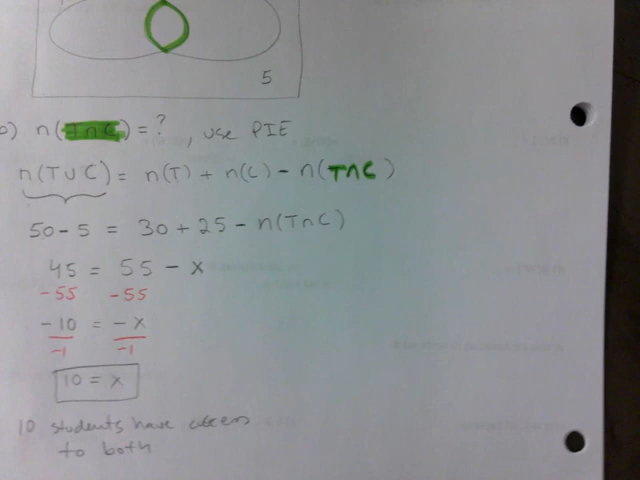 5
n(T∩C) = ? , use PIE
n(T∪C) = n(T) + n(C) - n(T∩C)
50 - 5 = 30 + 25 - n(T∩C)
45 = 55 - x
-55 -55
-10 = -x
-1 -1
10 = x
10 students have access
to both